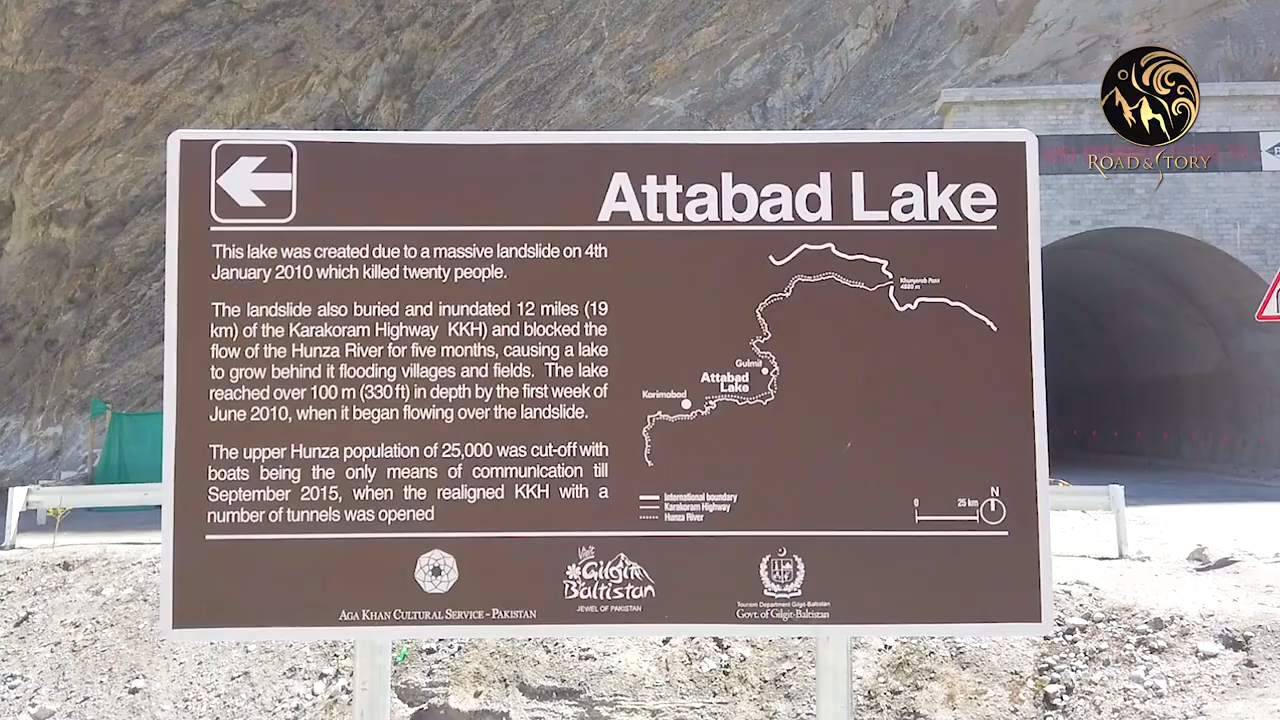 ROAD & STORY
Attabad Lake
This lake was created due to a massive landslide on 4th
January 2010 which killed twenty people.
The landslide also buried and inundated 12 miles (19
km) of the Karakoram Highway KKH) and blocked the
flow of the Hunza River for five months, causing a lake
to grow behind it flooding villages and fields. The lake
reached over 100 m (330 ft) in depth by the first week of
June 2010, when it began flowing over the landslide.
The upper Hunza population of 25,000 was cut-off with
boats being the only means of communication till
September 2015, when the realigned KKH with a
number of tunnels was opened
Khunjerab Pass
Gulmit
Attabad
Lake
Karimabad
International boundary
Karakoram Highway
Hunza River
0 25 km
N
AGA KHAN CULTURAL SERVICE - PAKISTAN
Visit
Gilgit
Baltistan
JEWEL OF PAKISTAN
Tourism Department Gilgit-Baltistan
Govt. of Gilgit-Baltistan